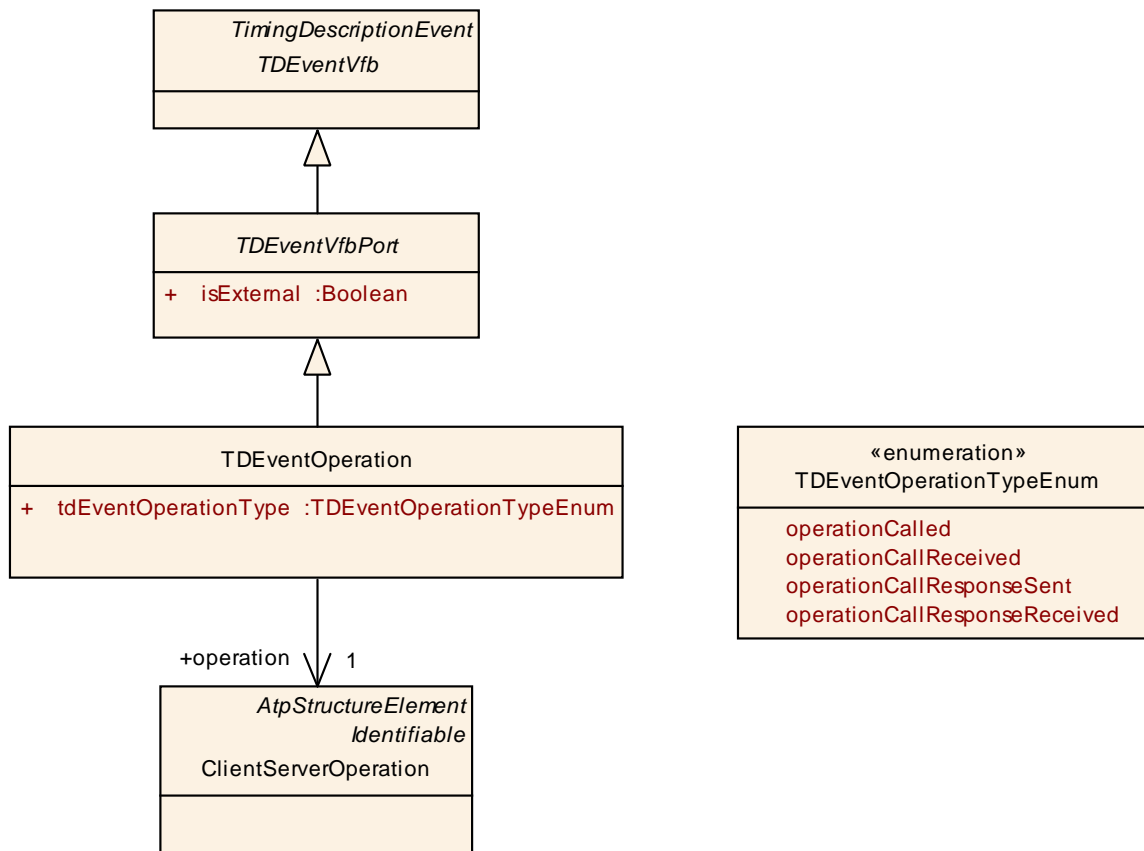 TimingDescriptionEvent
TDEventVfb
TDEventVfbPort
+ isExternal :Boolean
TDEventOperation
+ tdEventOperationType :TDEventOperationTypeEnum
«enumeration»
TDEventOperationTypeEnum
operationCalled
operationCallReceived
operationCallResponseSent
operationCallResponseReceived
+operation 1
AtpStructureElement
Identifiable
ClientServerOperation